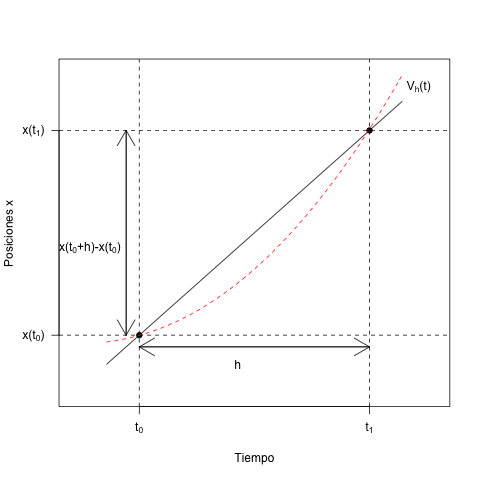 Vₕ(t)
x(t₁)
x(t₀+h)-x(t₀)
x(t₀)
h
t₀
t₁
Tiempo
Posiciones x